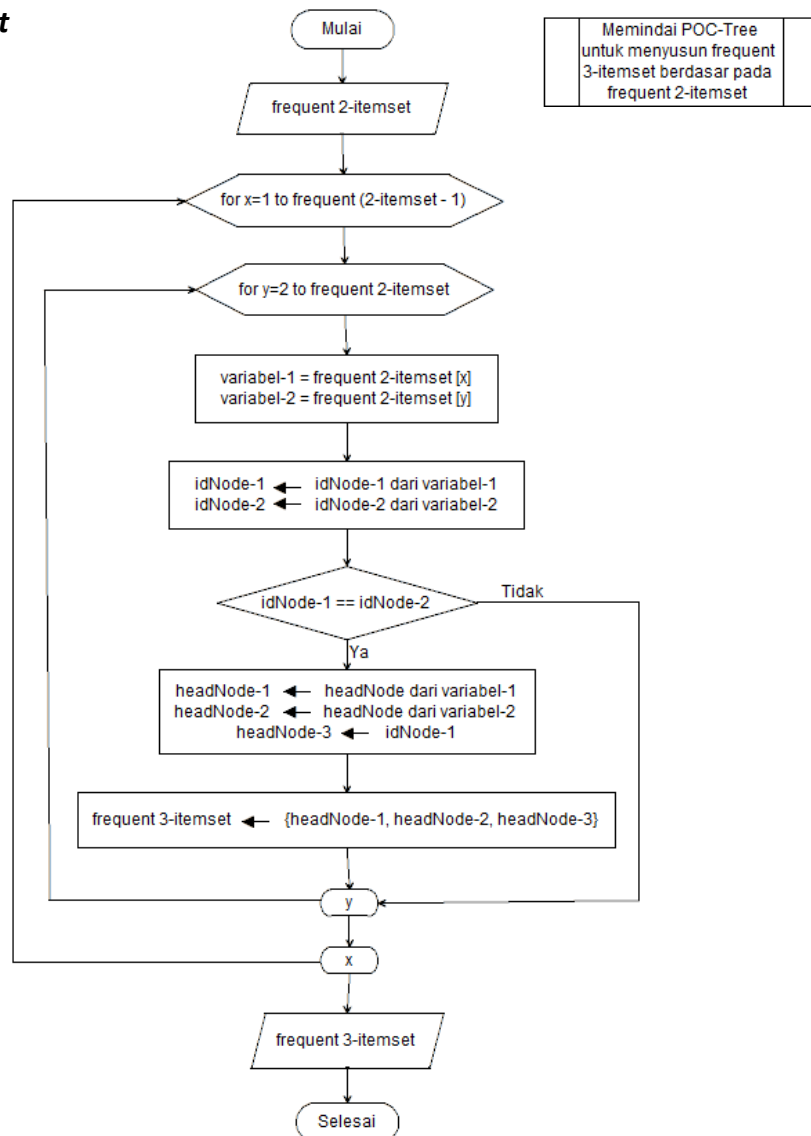 t
Mulai
Memindai POC-Tree
untuk menyusun frequent
3-itemset berdasar pada
frequent 2-itemset
frequent 2-itemset
for x=1 to frequent (2-itemset - 1)
for y=2 to frequent 2-itemset
variabel-1 = frequent 2-itemset [x]
variabel-2 = frequent 2-itemset [y]
idNode-1 ← idNode-1 dari variabel-1
idNode-2 ← idNode-2 dari variabel-2
idNode-1 == idNode-2
Tidak
Ya
headNode-1 ← headNode dari variabel-1
headNode-2 ← headNode dari variabel-2
headNode-3 ← idNode-1
frequent 3-itemset ← {headNode-1, headNode-2, headNode-3}
y
x
frequent 3-itemset
Selesai